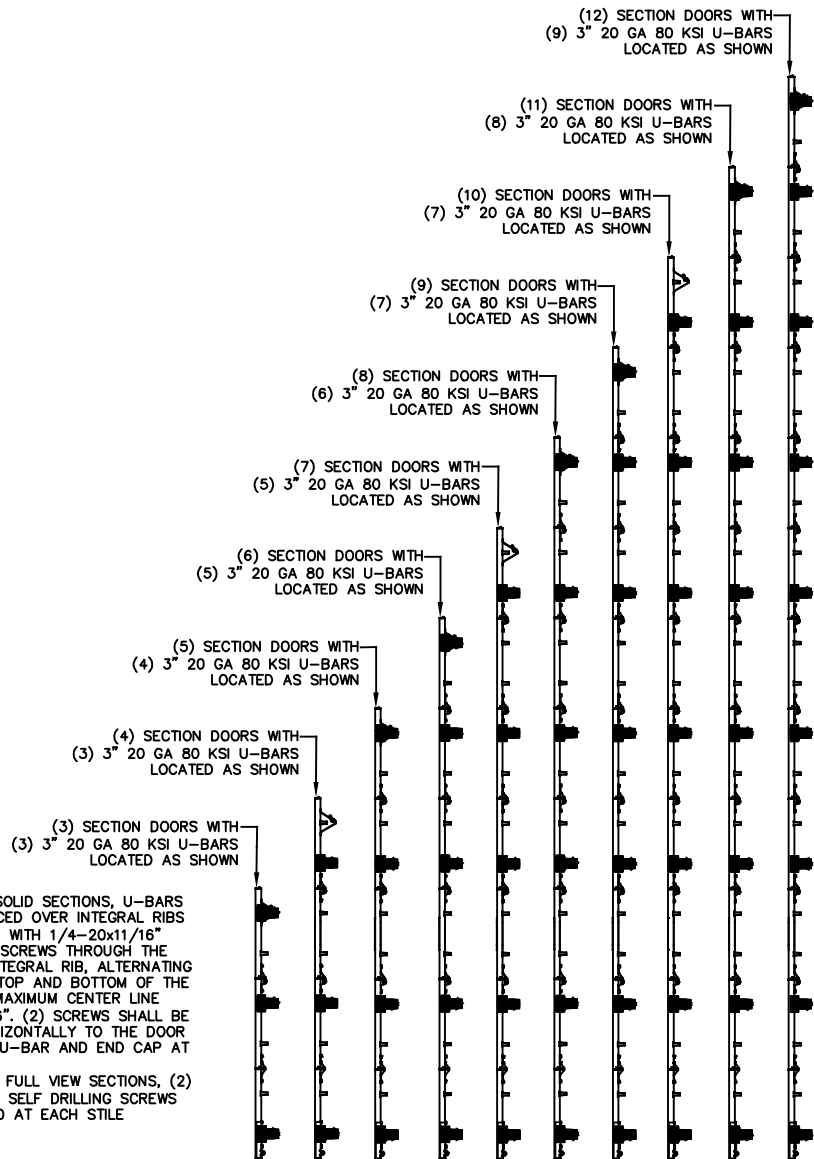 (12) SECTION DOORS WITH
(9) 3" 20 GA 80 KSI U-BARS
LOCATED AS SHOWN
(11) SECTION DOORS WITH
(8) 3" 20 GA 80 KSI U-BARS
LOCATED AS SHOWN
(10) SECTION DOORS WITH
(7) 3" 20 GA 80 KSI U-BARS
LOCATED AS SHOWN
(9) SECTION DOORS WITH
(7) 3" 20 GA 80 KSI U-BARS
LOCATED AS SHOWN
(8) SECTION DOORS WITH
(6) 3" 20 GA 80 KSI U-BARS
LOCATED AS SHOWN
(7) SECTION DOORS WITH
(5) 3" 20 GA 80 KSI U-BARS
LOCATED AS SHOWN
(6) SECTION DOORS WITH
(5) 3" 20 GA 80 KSI U-BARS
LOCATED AS SHOWN
(5) SECTION DOORS WITH
(4) 3" 20 GA 80 KSI U-BARS
LOCATED AS SHOWN
(4) SECTION DOORS WITH
(3) 3" 20 GA 80 KSI U-BARS
LOCATED AS SHOWN
(3) SECTION DOORS WITH
(3) 3" 20 GA 80 KSI U-BARS
LOCATED AS SHOWN
SOLID SECTIONS, U-BARS
OVER INTEGRAL RIBS
WITH 1/4-20x11/16"
SCREWS THROUGH THE
RIB, ALTERNATING
TOP AND BOTTOM OF THE
MAXIMUM CENTER LINE
(2) SCREWS SHALL BE
TO THE DOOR
U-BAR AND END CAP AT
FULL VIEW SECTIONS, (2)
SELF DRILLING SCREWS
AT EACH STILE